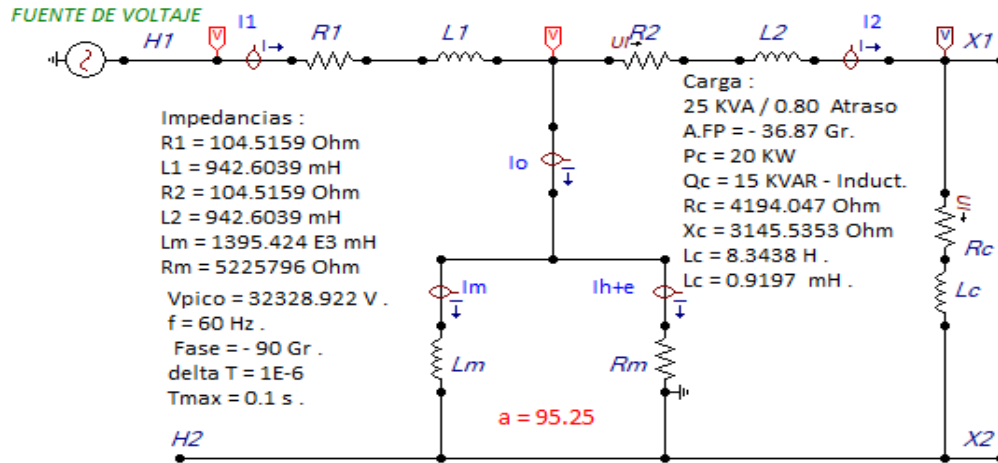 FUENTE DE VOLTAJE
H1
V
I1
I
R1
L1
V
UI
R2
L2
I2
I
V
X1
Impedancias :
R1 = 104.5159 Ohm
L1 = 942.6039 mH
R2 = 104.5159 Ohm
L2 = 942.6039 mH
Lm = 1395.424 E3 mH
Rm = 5225796 Ohm
Vpico = 32328.922 V .
f = 60 Hz .
Fase = - 90 Gr .
delta T = 1E-6
Tmax = 0.1 s .
Io
I
Im
I
Ih+e
I
Lm
Rm
a = 95.25
Carga :
25 KVA / 0.80 Atraso
A.FP = - 36.87 Gr.
Pc = 20 KW
Qc = 15 KVAR - Induct.
Rc = 4194.047 Ohm
Xc = 3145.5353 Ohm
Lc = 8.3438 H .
Lc = 0.9197 mH .
UI
Rc
Lc
H2
X2